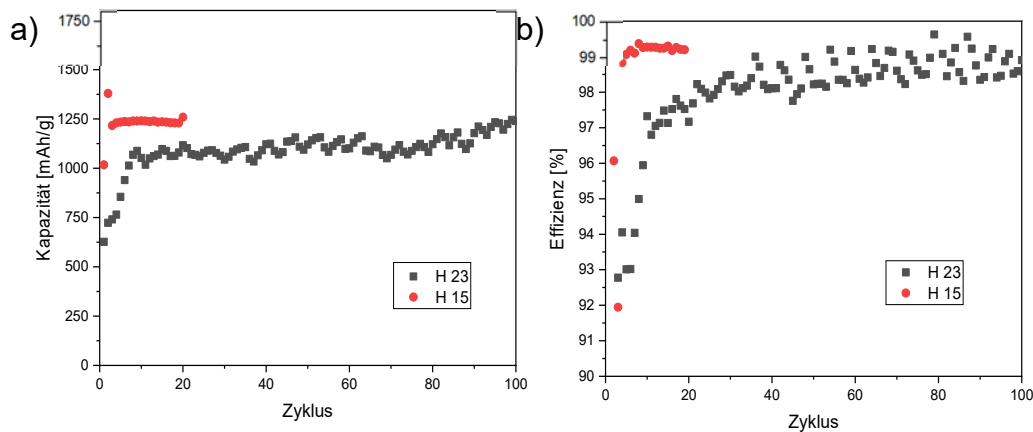 a)
Kapazität [mAh/g]
1750
1500
1250
1000
750
500
250
0
0 20 40 60 80 100
Zyklus
H 23
H 15
b)
Effizienz [%]
100
99
98
97
96
95
94
93
92
91
90
0 20 40 60 80 100
Zyklus
H 23
H 15